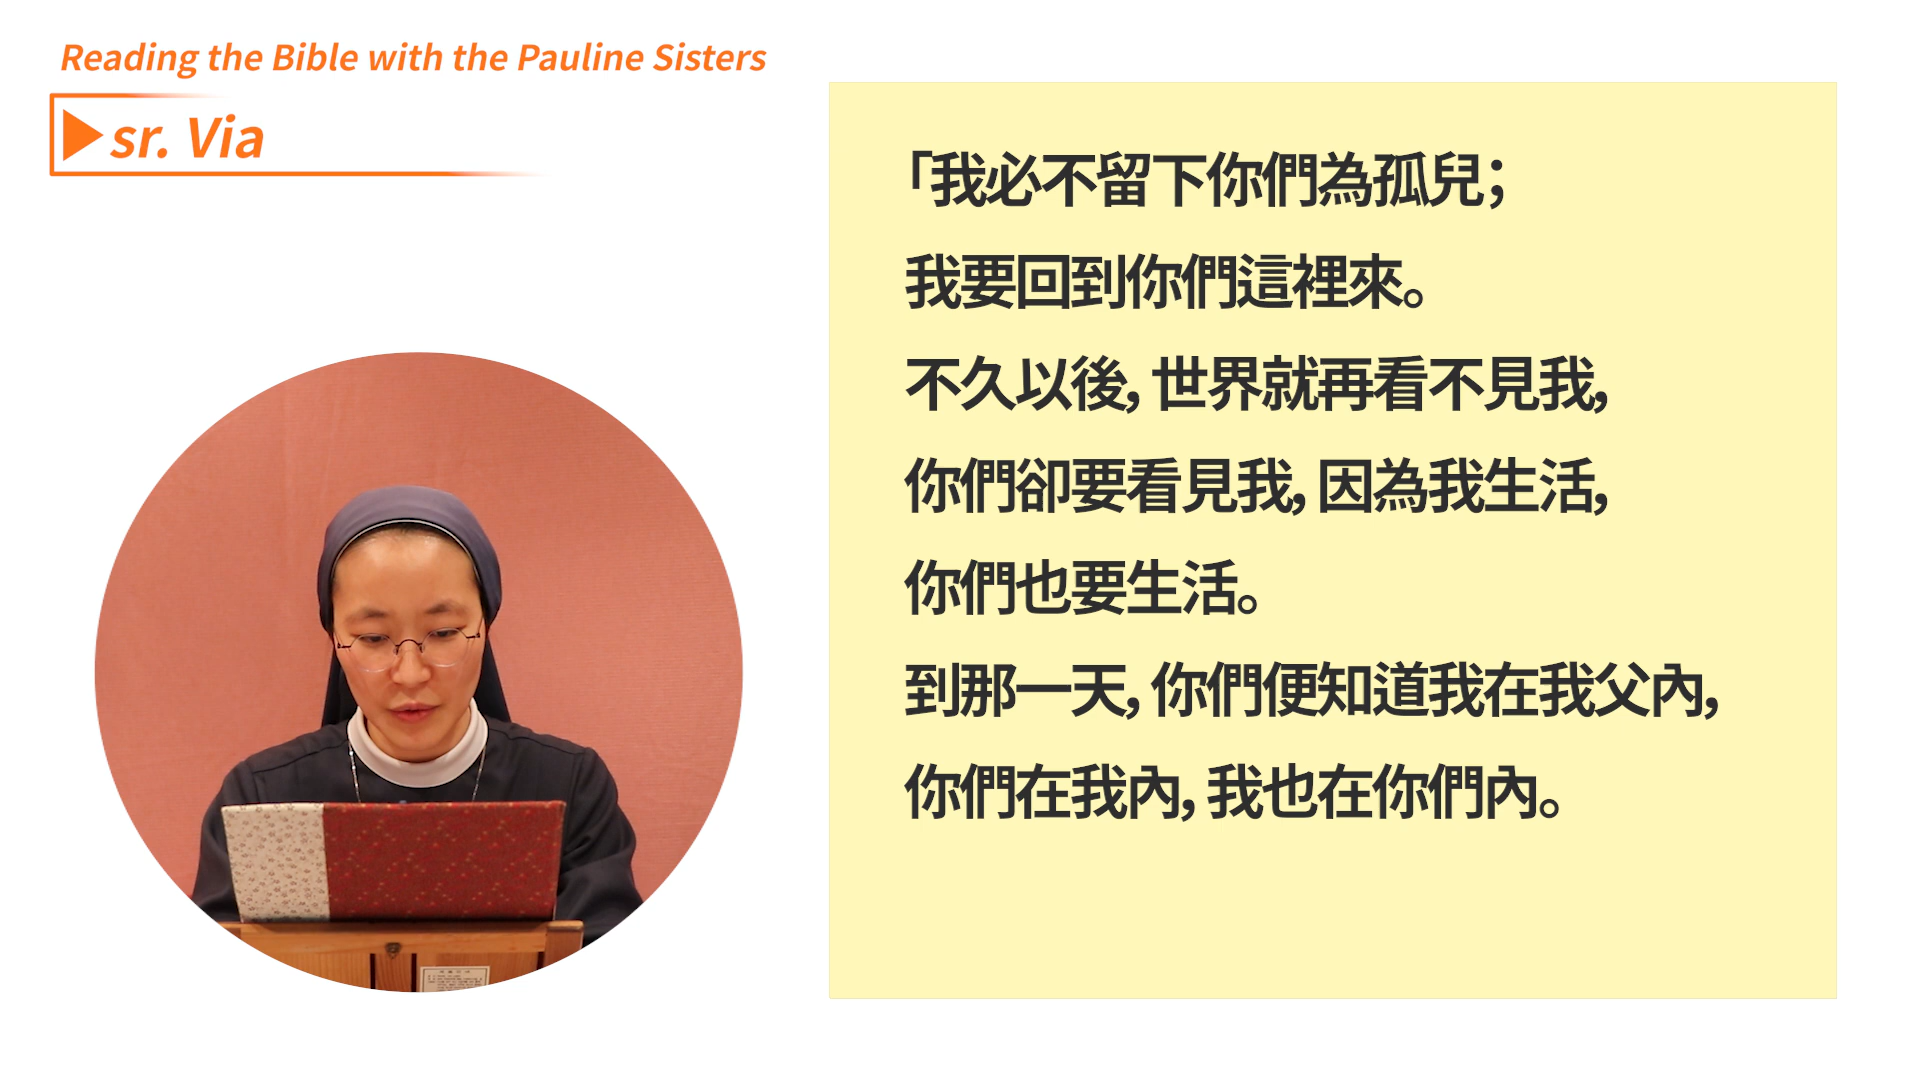 Reading the Bible with the Pauline Sisters
sr. Via
「我必不留下你們為孤兒；
我要回到你們這裡來。
不久以後, 世界就再看不見我,
你們卻要看見我, 因為我生活,
你們也要生活。
到那一天, 你們便知道我在我父內,
你們在我內, 我也在你們內。